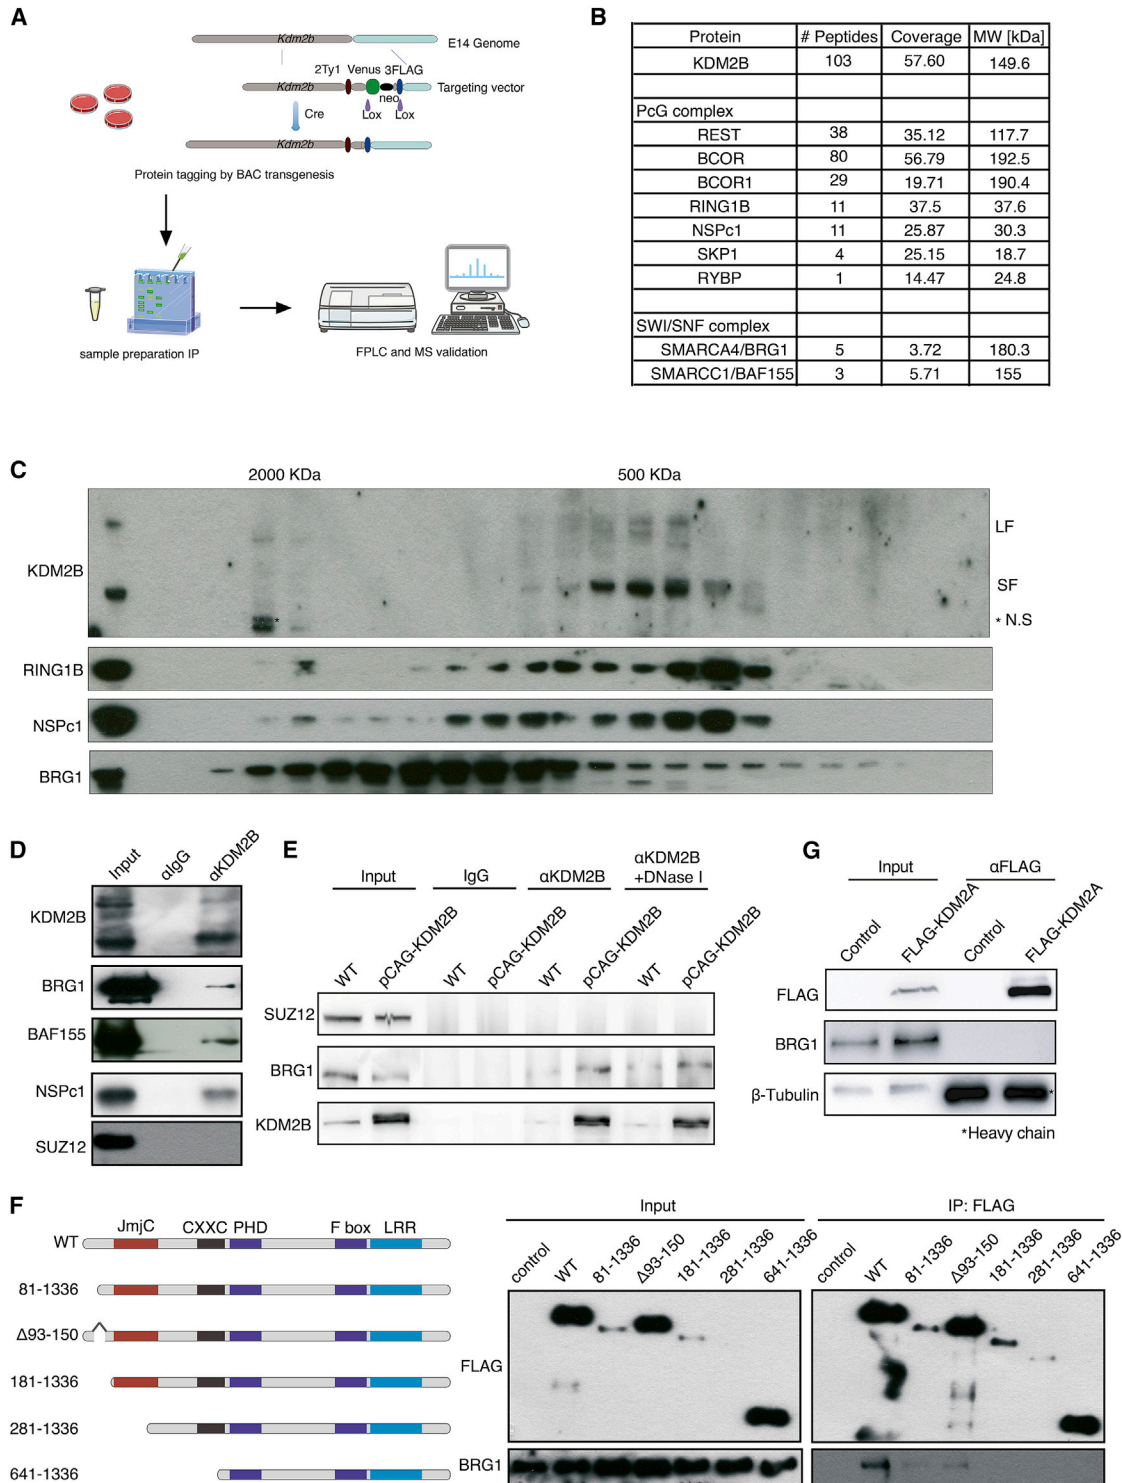 A
Kdm2b
E14 Genome
2Ty1 Venus 3FLAG
Kdm2b
Targeting vector
neo
Cre
Lox Lox
Kdm2b
Protein tagging by BAC transgenesis
sample preparation IP
FPLC and MS validation
B
Protein # Peptides Coverage MW [kDa]
KDM2B 103 57.60 149.6
PcG complex
REST 38 35.12 117.7
BCOR 80 56.79 192.5
BCOR1 29 19.71 190.4
RING1B 11 37.5 37.6
NSPc1 11 25.87 30.3
SKP1 4 25.15 18.7
RYBP 1 14.47 24.8
SWI/SNF complex
SMARCA4/BRG1 5 3.72 180.3
SMARCC1/BAF155 3 5.71 155
C
2000 KDa 500 KDa
LF
KDM2B
SF
*
* N.S
RING1B
NSPc1
BRG1
D
Input αIgG αKDM2B
KDM2B
BRG1
BAF155
NSPc1
SUZ12
E
Input IgG αKDM2B αKDM2B
+DNase I
WT pCAG-KDM2B WT pCAG-KDM2B WT pCAG-KDM2B WT pCAG-KDM2B
SUZ12
BRG1
KDM2B
G
Input αFLAG
Control FLAG-KDM2A Control FLAG-KDM2A
FLAG
BRG1
β-Tubulin
*
*Heavy chain
F
JmjC CXXC PHD F box LRR
WT
81-1336
Δ93-150
181-1336
281-1336
641-1336
Input IP: FLAG
control WT 81-1336 Δ93-150 181-1336 281-1336 641-1336
control WT 81-1336 Δ93-150 181-1336 281-1336 641-1336
FLAG
BRG1